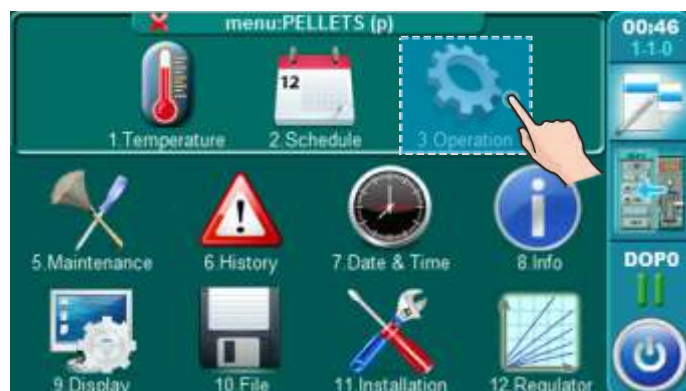 menu:PELLETS (p)
00:46
1-1-0
12
1.Temperature
2.Schedule
3.Operation
5.Maintenance
6.History
7.Date & Time
8.Info
DOP0
9.Display
10.File
11.Installation
12.Regulator